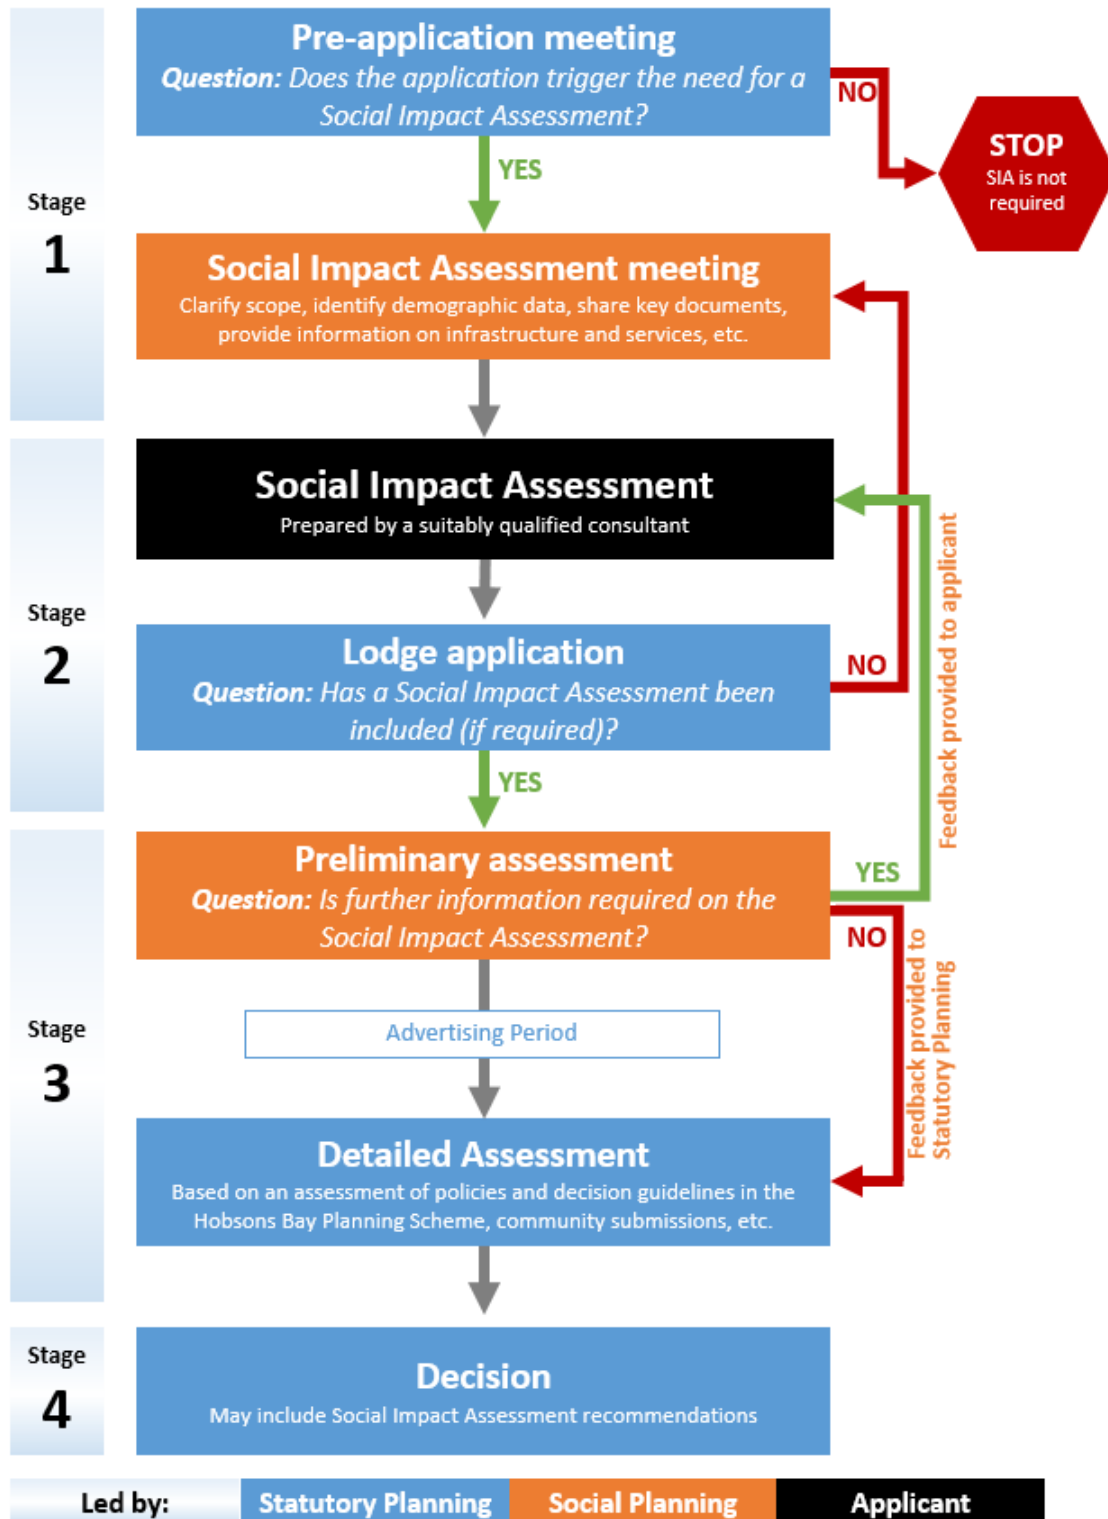 Pre-application meeting
Question: Does the application trigger the need for a
Social Impact Assessment?
NO
STOP
SIA is not
required
YES
Stage
1
Social Impact Assessment meeting
Clarify scope, identify demographic data, share key documents,
provide information on infrastructure and services, etc.
Social Impact Assessment
Prepared by a suitably qualified consultant
Stage
2
Lodge application
Question: Has a Social Impact Assessment been
included (if required)?
NO
YES
Feedback provided to applicant
Preliminary assessment
Question: Is further information required on the
Social Impact Assessment?
YES
NO
Feedback provided to
Statutory Planning
Stage
3
Advertising Period
Detailed Assessment
Based on an assessment of policies and decision guidelines in the
Hobsons Bay Planning Scheme, community submissions, etc.
Stage
4
Decision
May include Social Impact Assessment recommendations
Led by:
Statutory Planning
Social Planning
Applicant